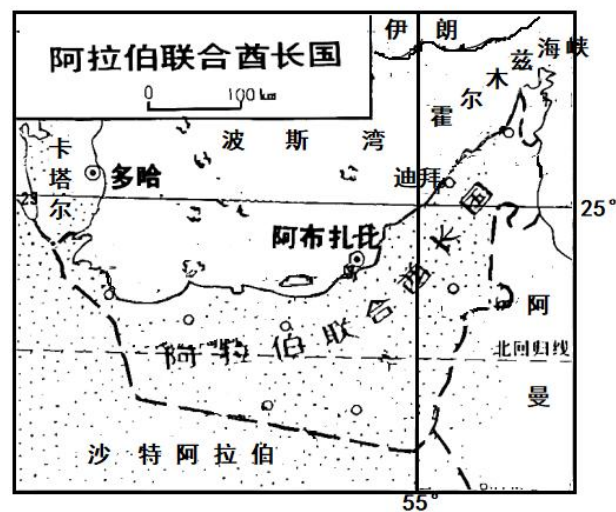 伊朗
阿拉伯联合酋长国
0 100km
霍尔木兹海峡
波斯湾
卡塔尔
多哈
迪拜
25°
阿布扎比
阿拉伯联合酋长国
阿曼
北回归线
沙特阿拉伯
55°